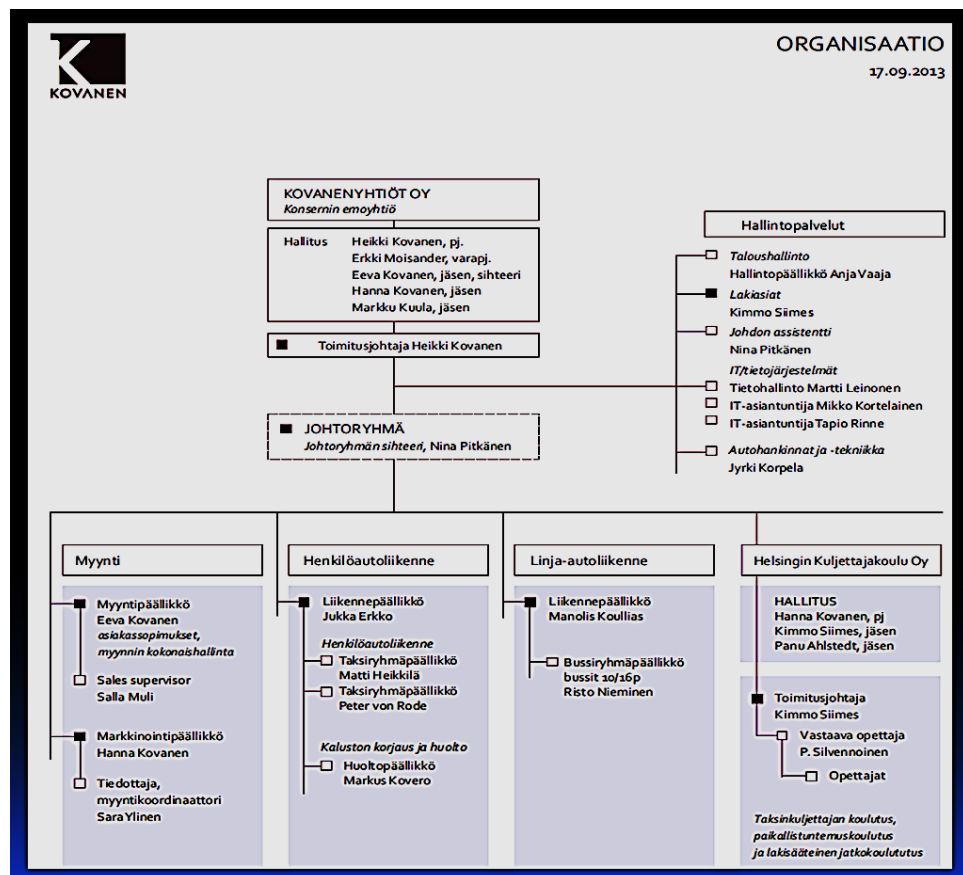 KOVANEN
ORGANISAATIO
17.09.2013
KOVANENYHTIÖT OY
Konsernin emoyhtiö
Hallitus Heikki Kovanen, pj.
Erkki Moisander, varapj.
Eeva Kovanen, jäsen, sihteeri
Hanna Kovanen, jäsen
Markku Kuula, jäsen
Toimitusjohtaja Heikki Kovanen
JOHTORYHMÄ
Johtoryhmän sihteeri, Nina Pitkänen
Hallintopalvelut
Taloushallinto
Hallintopäällikkö Anja Vaaja
Lakiasiat
Kimmo Siimes
Johdon assistentti
Nina Pitkänen
IT/tietojärjestelmät
Tietohallinto Martti Leinonen
IT-asiantuntija Mikko Kortelainen
IT-asiantuntija Tapio Rinne
Autohankinnat ja -tekniikka
Jyrki Korpela
Myynti
Myyntipäällikkö
Eeva Kovanen
asiakassopimukset,
myynnin kokonaishallinta
Sales supervisor
Salla Muli
Markkinointipäällikkö
Hanna Kovanen
Tiedottaja,
myyntikoordinaattori
Sara Ylinen
Henkilöautoliikenne
Liikennepäällikkö
Jukka Erkko
Henkilöautoliikenne
Taksiryhmäpäällikkö
Matti Heikkilä
Taksiryhmäpäällikkö
Peter von Rode
Kaluston korjaus ja huolto
Huoltopäällikkö
Markus Kovero
Linja-autoliikenne
Liikennepäällikkö
Manolis Koullias
Bussiryhmäpäällikkö
bussit 10/16p
Risto Nieminen
Helsingin Kuljettajakoulu Oy
HALLITUS
Hanna Kovanen, pj
Kimmo Siimes, jäsen
Panu Ahlstedt, jäsen
Toimitusjohtaja
Kimmo Siimes
Vastaava opettaja
P. Silvennoinen
Opettajat
Taksinkuljettajan koulutus,
paikallistuntemuskoulutus
ja lakisääteinen jatkokoulututus